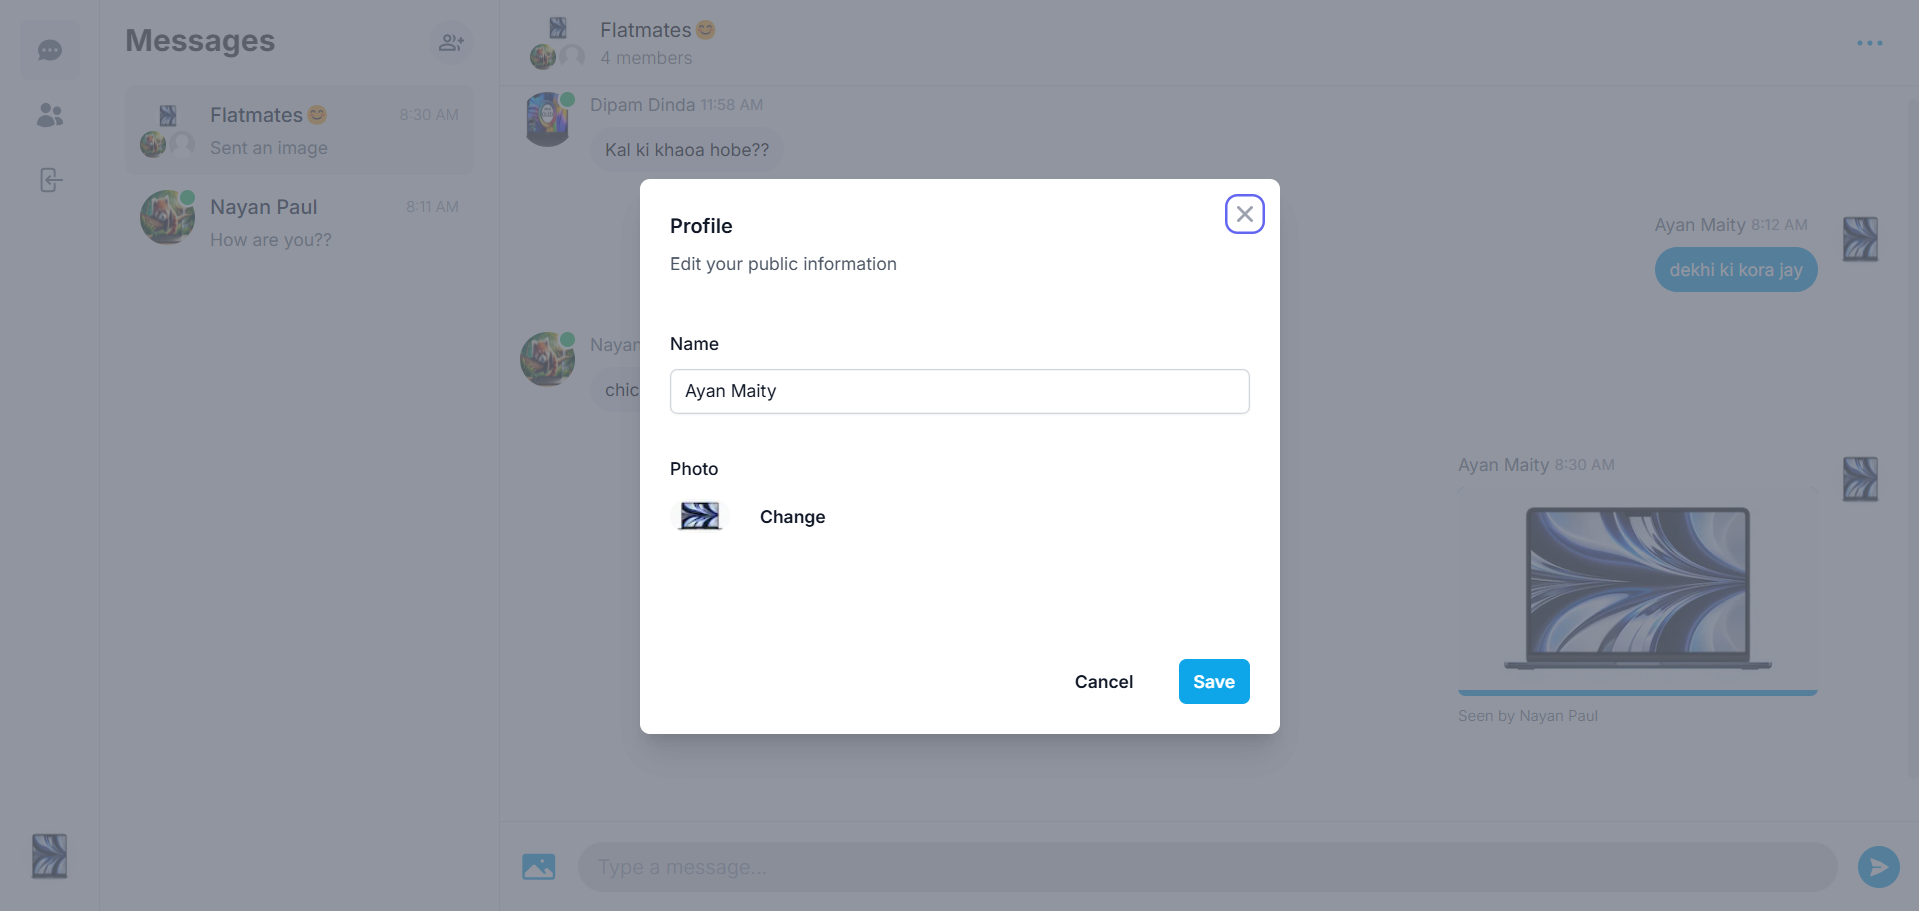 Messages
Flatmates😊
8:30 AM
Sent an image
Nayan Paul
8:11 AM
How are you??
Flatmates😊
4 members
Dipam Dinda 11:58 AM
Kal ki khaoa hobe??
Ayan Maity 8:12 AM
dekhi ki kora jay
Nayan
chic
Ayan Maity 8:30 AM
Seen by Nayan Paul
Type a message...
Profile
Edit your public information
Name
Ayan Maity
Photo
Change
Cancel
Save